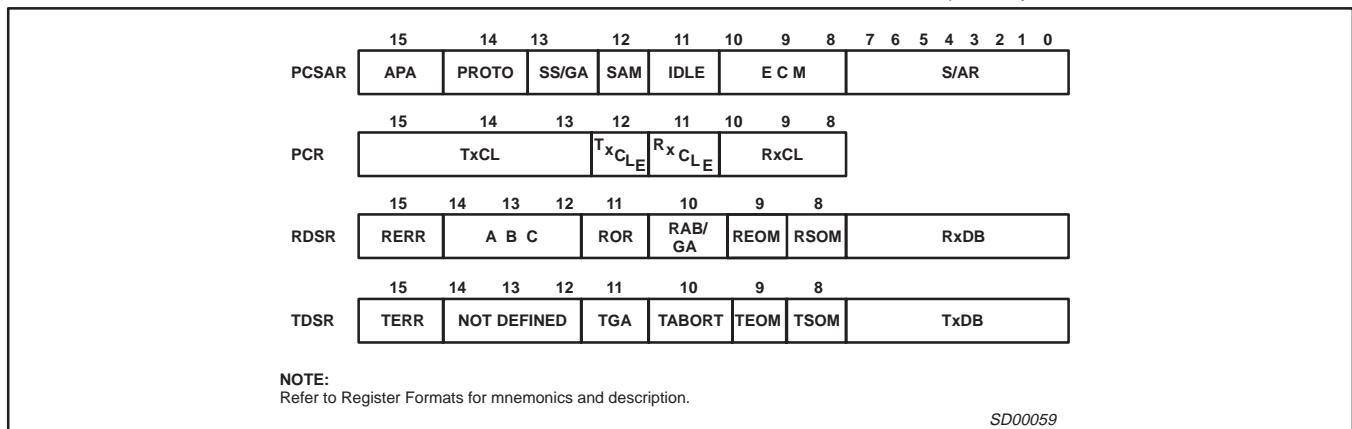 15 14 13 12 11 10 9 8 7 6 5 4 3 2 1 0
PCSAR APA PROTO SS/GA SAM IDLE E C M S/AR
15 14 13 12 11 10 9 8
PCR TxCL TxCLE RxCLE RxCL
15 14 13 12 11 10 9 8
RDSR RERR A B C ROR RAB/ GA REOM RSOM RxDB
15 14 13 12 11 10 9 8
TDSR TERR NOT DEFINED TGA TABORT TEOM TSOM TxDB
NOTE:
Refer to Register Formats for mnemonics and description.
SD00059